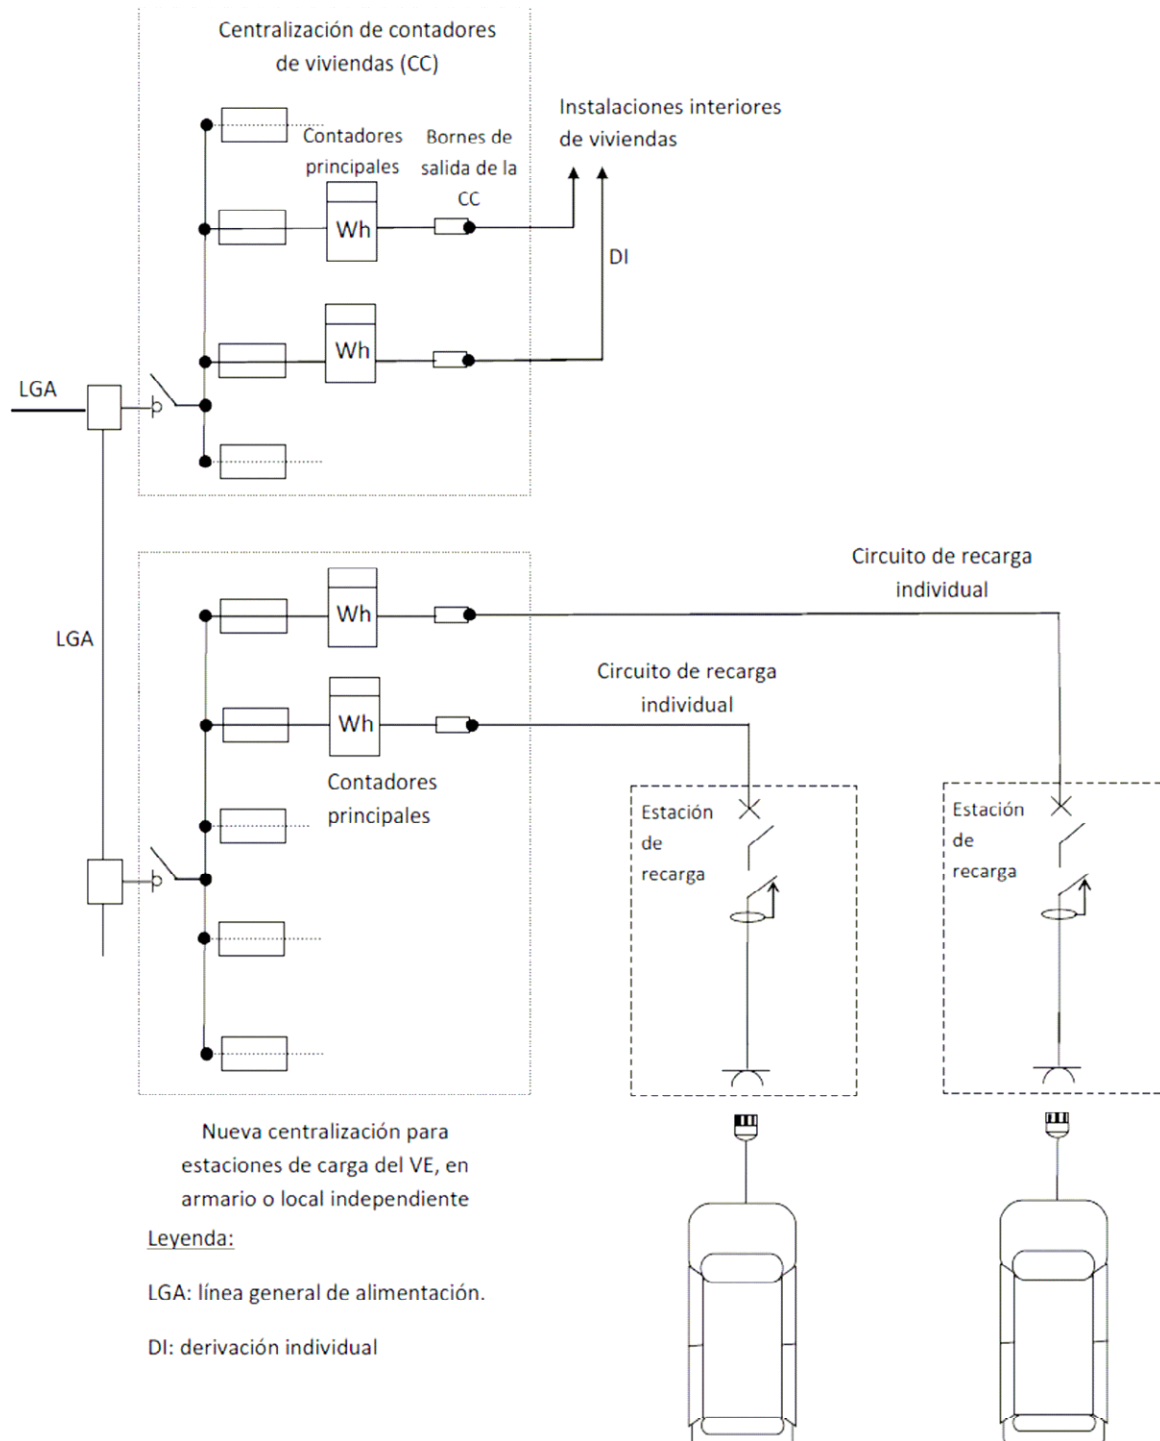 Centralización de contadores
de viviendas (CC)
Instalaciones interiores
de viviendas
Contadores
principales
Bornes de
salida de la
CC
Wh
DI
Wh
LGA
Circuito de recarga
individual
Wh
LGA
Circuito de recarga
individual
Wh
Contadores
principales
Estación
de
recarga
Estación
de
recarga
Nueva centralización para
estaciones de carga del VE, en
armario o local independiente
Leyenda:
LGA: línea general de alimentación.
DI: derivación individual